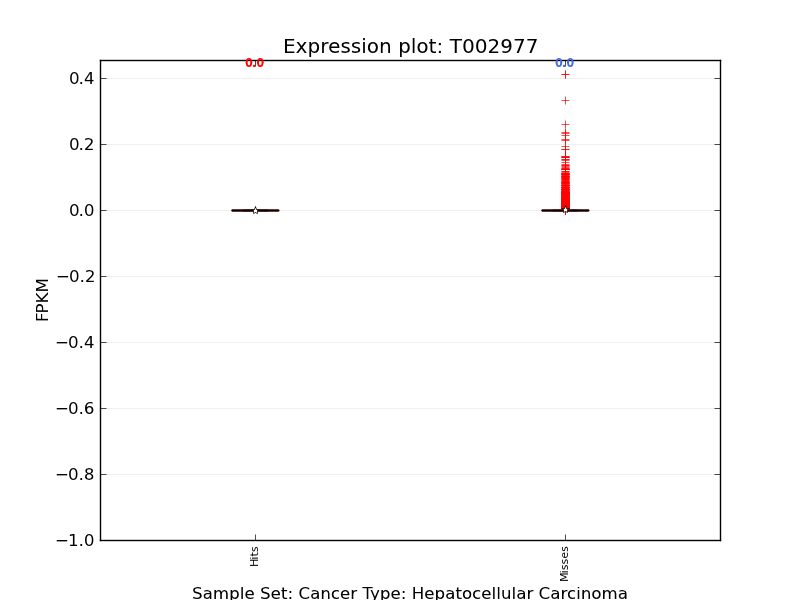 Expression plot: T002977
0.0 0.0
0.4
0.2
0.0
−0.2
−0.4
−0.6
−0.8
−1.0
FPKM
Hits
Misses
Sample Set: Cancer Type: Hepatocellular Carcinoma